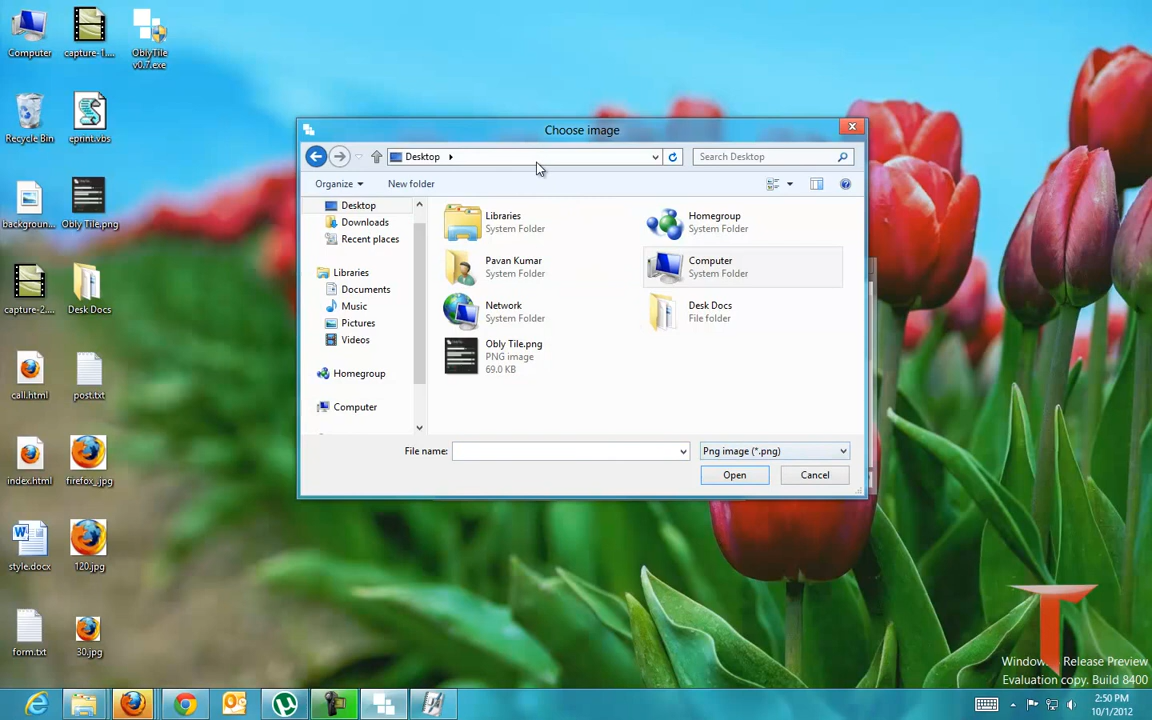 Computer
capture-1....
OblyTile
v0.7.exe
Recycle Bin
eprint.vbs
backgroun...
Obly Tile.png
capture-2....
Desk Docs
call.html
post.txt
index.html
firefox_.jpg
style.docx
120.jpg
form.txt
30.jpg
Choose image
Desktop
Search Desktop
Organize
New folder
Desktop
Downloads
Recent places
Libraries
Documents
Music
Pictures
Videos
Homegroup
Computer
Libraries
System Folder
Homegroup
System Folder
Pavan Kumar
System Folder
Computer
System Folder
Network
System Folder
Desk Docs
File folder
Obly Tile.png
PNG image
69.0 KB
File name:
Png image (*.png)
Open
Cancel
Release Preview
Evaluation copy. Build 8400
2:50 PM
10/1/2012